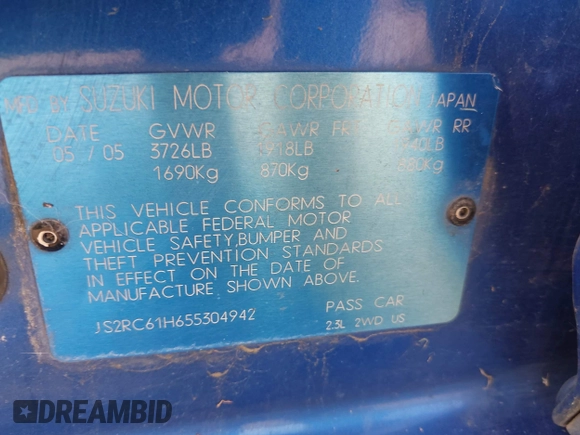 MFD. BY SUZUKI MOTOR CORPORATION JAPAN
DATE GVWR GAWR FR RR
05 / 05 3726LB 1918LB
1690Kg 870Kg
THIS VEHICLE CONFORMS TO ALL
APPLICABLE FEDERAL MOTOR
VEHICLE SAFETY,BUMPER AND
THEFT PREVENTION STANDARDS
IN EFFECT ON THE DATE OF
MANUFACTURE SHOWN ABOVE.
JS2RC61H655304942 PASS CAR
2.3L 2WD US
DREAMBID